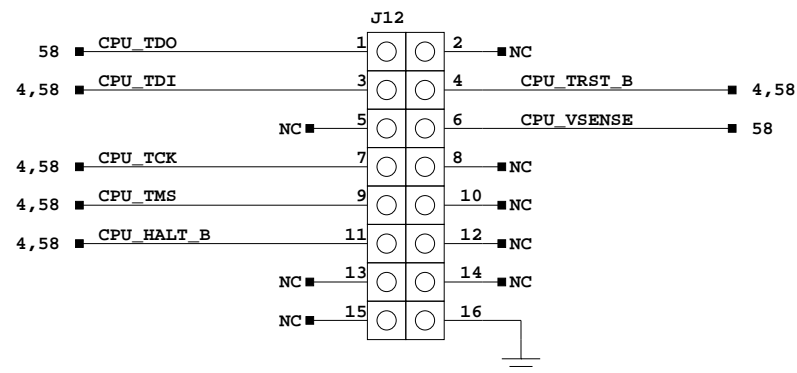 J12
58 CPU_TDO 1 2 NC
4,58 CPU_TDI 3 4 CPU_TRST_B 4,58
NC 5 6 CPU_VSENSE 58
4,58 CPU_TCK 7 8 NC
4,58 CPU_TMS 9 10 NC
4,58 CPU_HALT_B 11 12 NC
NC 13 14 NC
NC 15 16